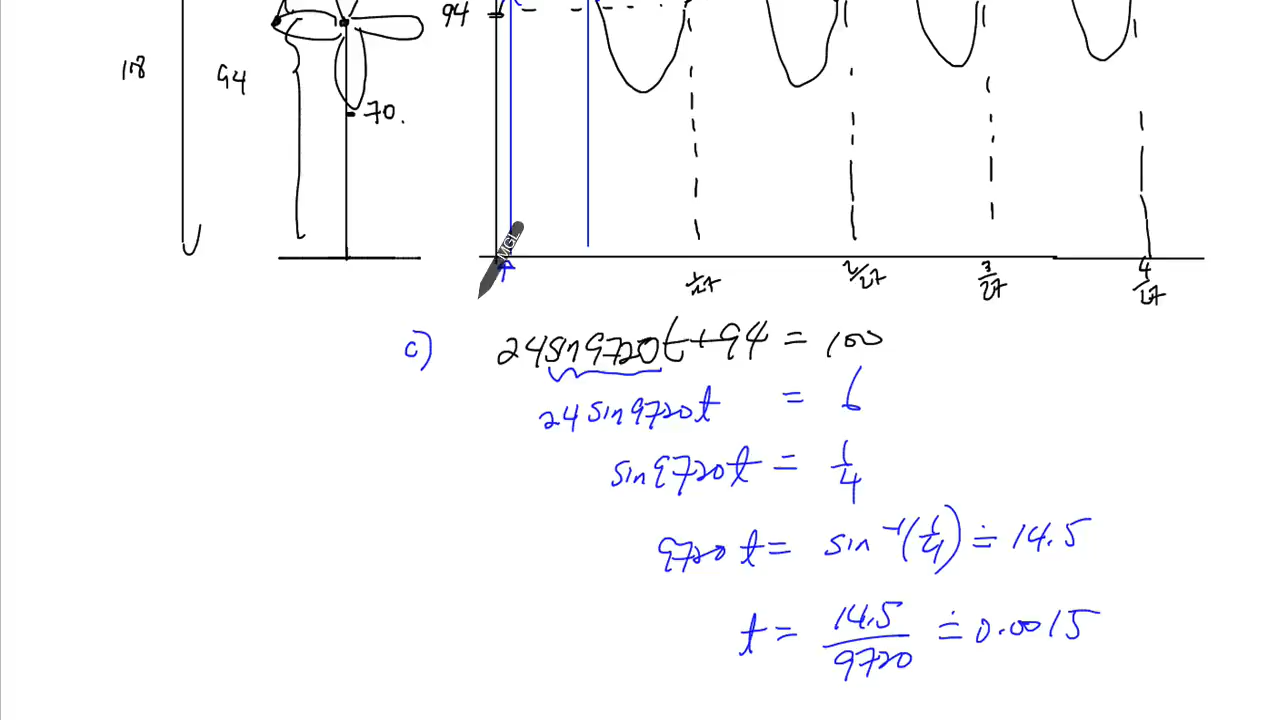 94
118
94
70.
MGL
1/27
2/27
3/27
4/27
c) 24sin9720t+94 = 100
24sin9720t = 6
sin9720t = 1/4
9720t = sin⁻¹(1/4) ≐ 14.5
t = 14.5/9720 ≐ 0.0015